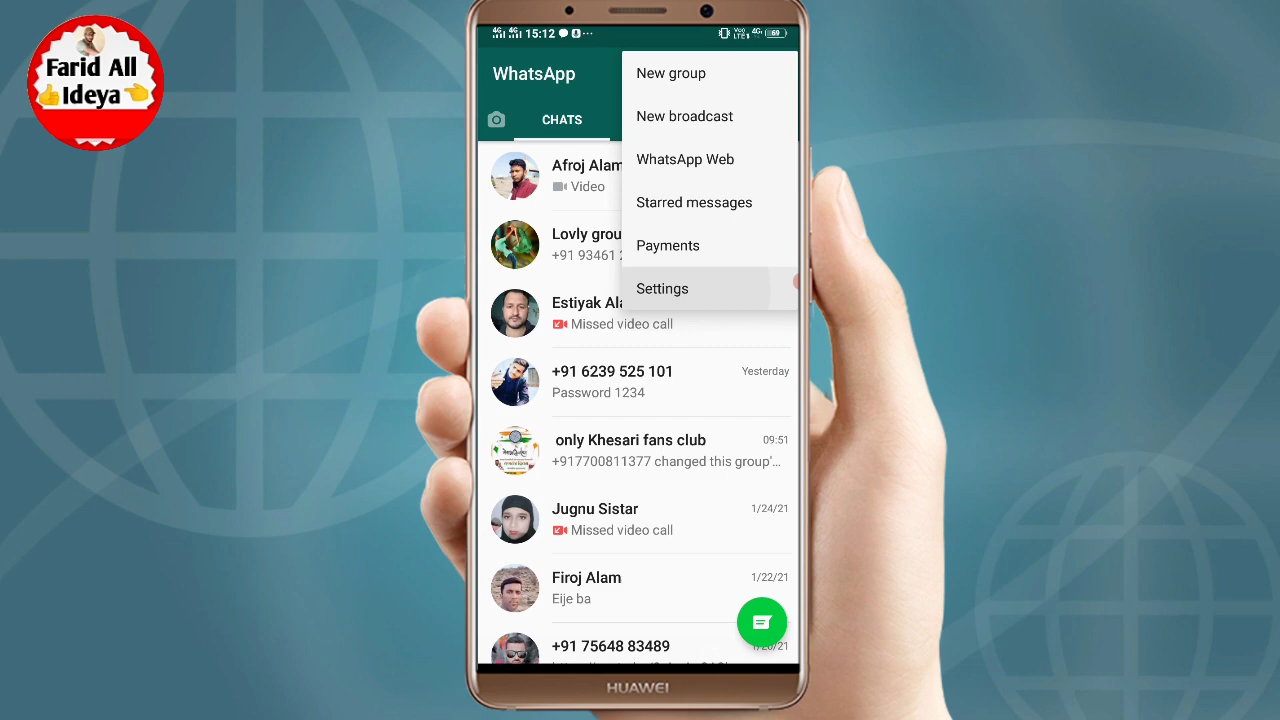 Farid All
Ideya
15:12
69
WhatsApp
CHATS
New group
New broadcast
WhatsApp Web
Starred messages
Payments
Settings
Afroj Alam
Video
Lovly grou
+91 93461
Estiyak Ala
Missed video call
+91 6239 525 101
Yesterday
Password 1234
only Khesari fans club
09:51
+917700811377 changed this group'...
Jugnu Sistar
1/24/21
Missed video call
Firoj Alam
1/22/21
Eije ba
+91 75648 83489
HUAWEI